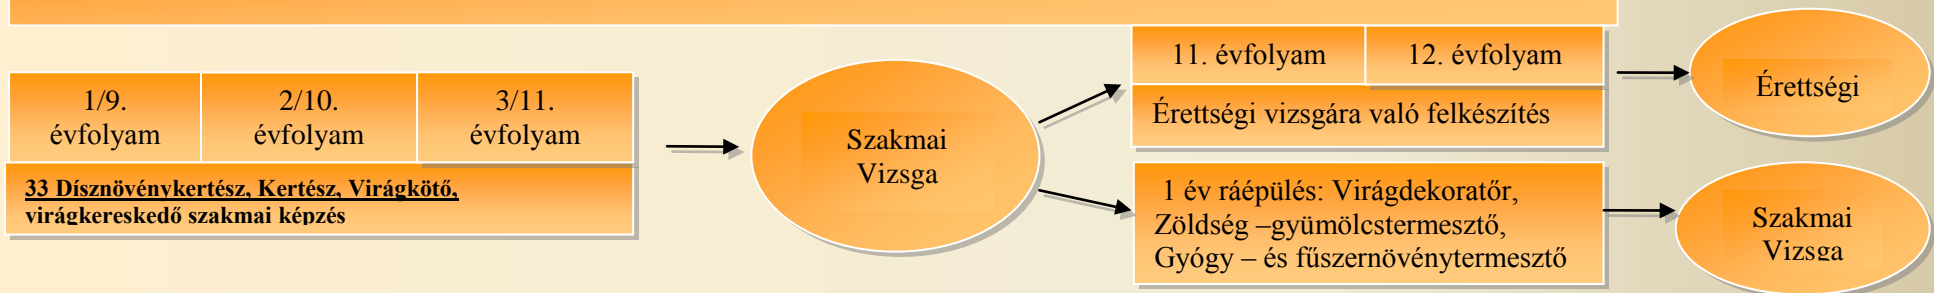 1/9.
évfolyam
2/10.
évfolyam
3/11.
évfolyam
33 Dísznövénykertész, Kertész, Virágkötő,
virágkereskedő szakmai képzés
Szakmai
Vizsga
11. évfolyam
12. évfolyam
Érettségi vizsgára való felkészítés
1 év ráépülés: Virágdekoratőr,
Zöldség –gyümölcstermesztő,
Gyógy – és fűszernövénytermesztő
Érettségi
Szakmai
Vizsga